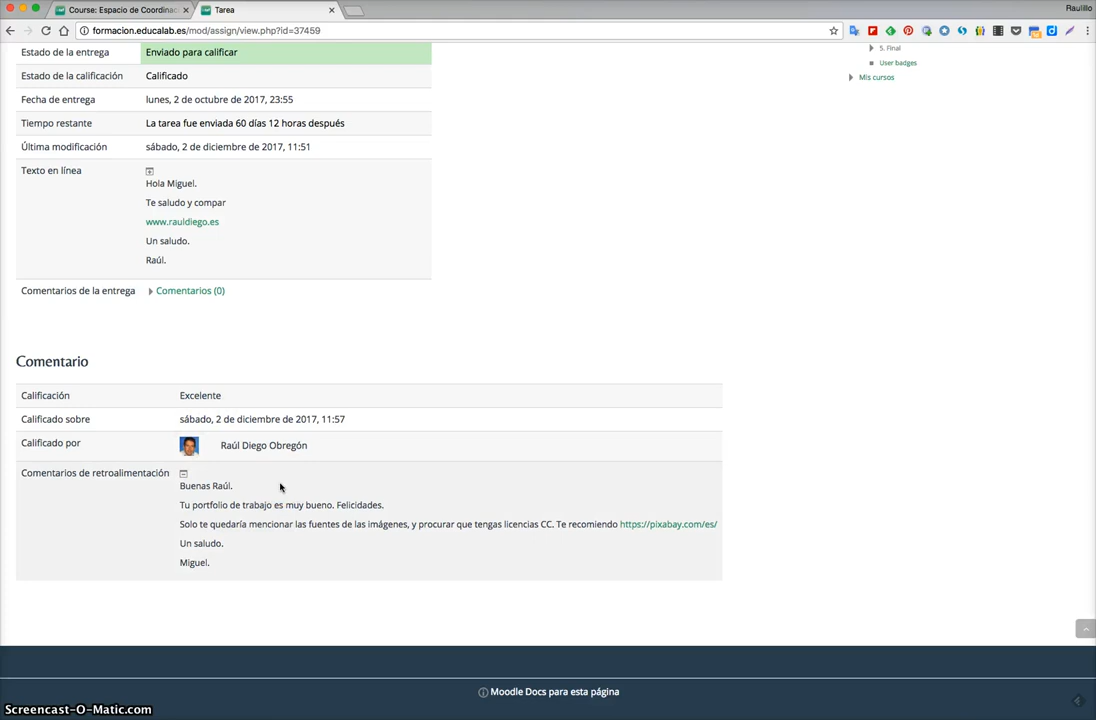 Course: Espacio de Coordinac
Tarea
Raulillo
formacion.educalab.es/mod/assign/view.php?id=37459
Estado de la entrega
Enviado para calificar
5. Final
User badges
Mis cursos
Estado de la calificación
Calificado
Fecha de entrega
lunes, 2 de octubre de 2017, 23:55
Tiempo restante
La tarea fue enviada 60 días 12 horas después
Última modificación
sábado, 2 de diciembre de 2017, 11:51
Texto en línea
Hola Miguel.
Te saludo y compar
www.rauldiego.es
Un saludo.
Raúl.
Comentarios de la entrega
Comentarios (0)
Comentario
Calificación
Excelente
Calificado sobre
sábado, 2 de diciembre de 2017, 11:57
Calificado por
Raúl Diego Obregón
Comentarios de retroalimentación
Buenas Raúl.
Tu portfolio de trabajo es muy bueno. Felicidades.
Solo te quedaría mencionar las fuentes de las imágenes, y procurar que tengas licencias CC. Te recomiendo https://pixabay.com/es/
Un saludo.
Miguel.
Moodle Docs para esta página
Screencast-O-Matic.com